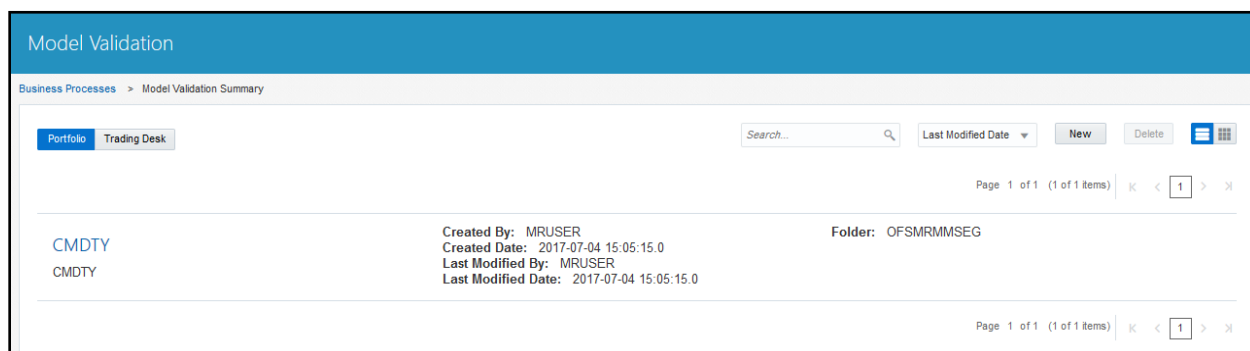 Model Validation
Business Processes > Model Validation Summary
Portfolio Trading Desk Search... Last Modified Date New Delete
Page 1 of 1 (1 of 1 items) 1
CMDTY
CMDTY
Created By: MRUSER
Created Date: 2017-07-04 15:05:15.0
Last Modified By: MRUSER
Last Modified Date: 2017-07-04 15:05:15.0
Folder: OFSMRMMSEG
Page 1 of 1 (1 of 1 items) 1